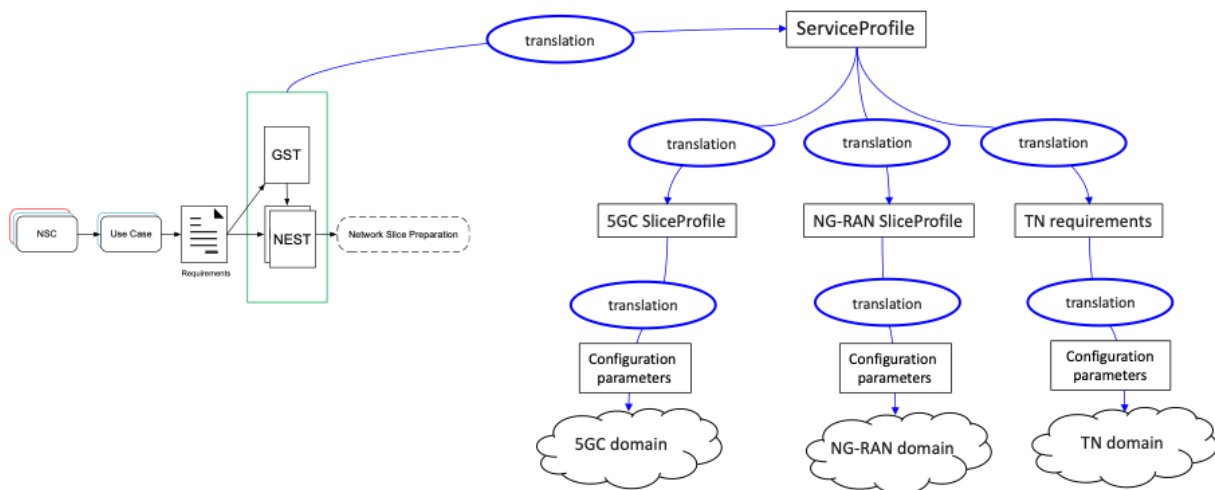 translation
ServiceProfile
translation
translation
translation
GST
NSC
Use Case
Requirements
NEST
Network Slice Preparation
5GC SliceProfile
NG-RAN SliceProfile
TN requirements
translation
translation
translation
Configuration
parameters
Configuration
parameters
Configuration
parameters
5GC domain
NG-RAN domain
TN domain